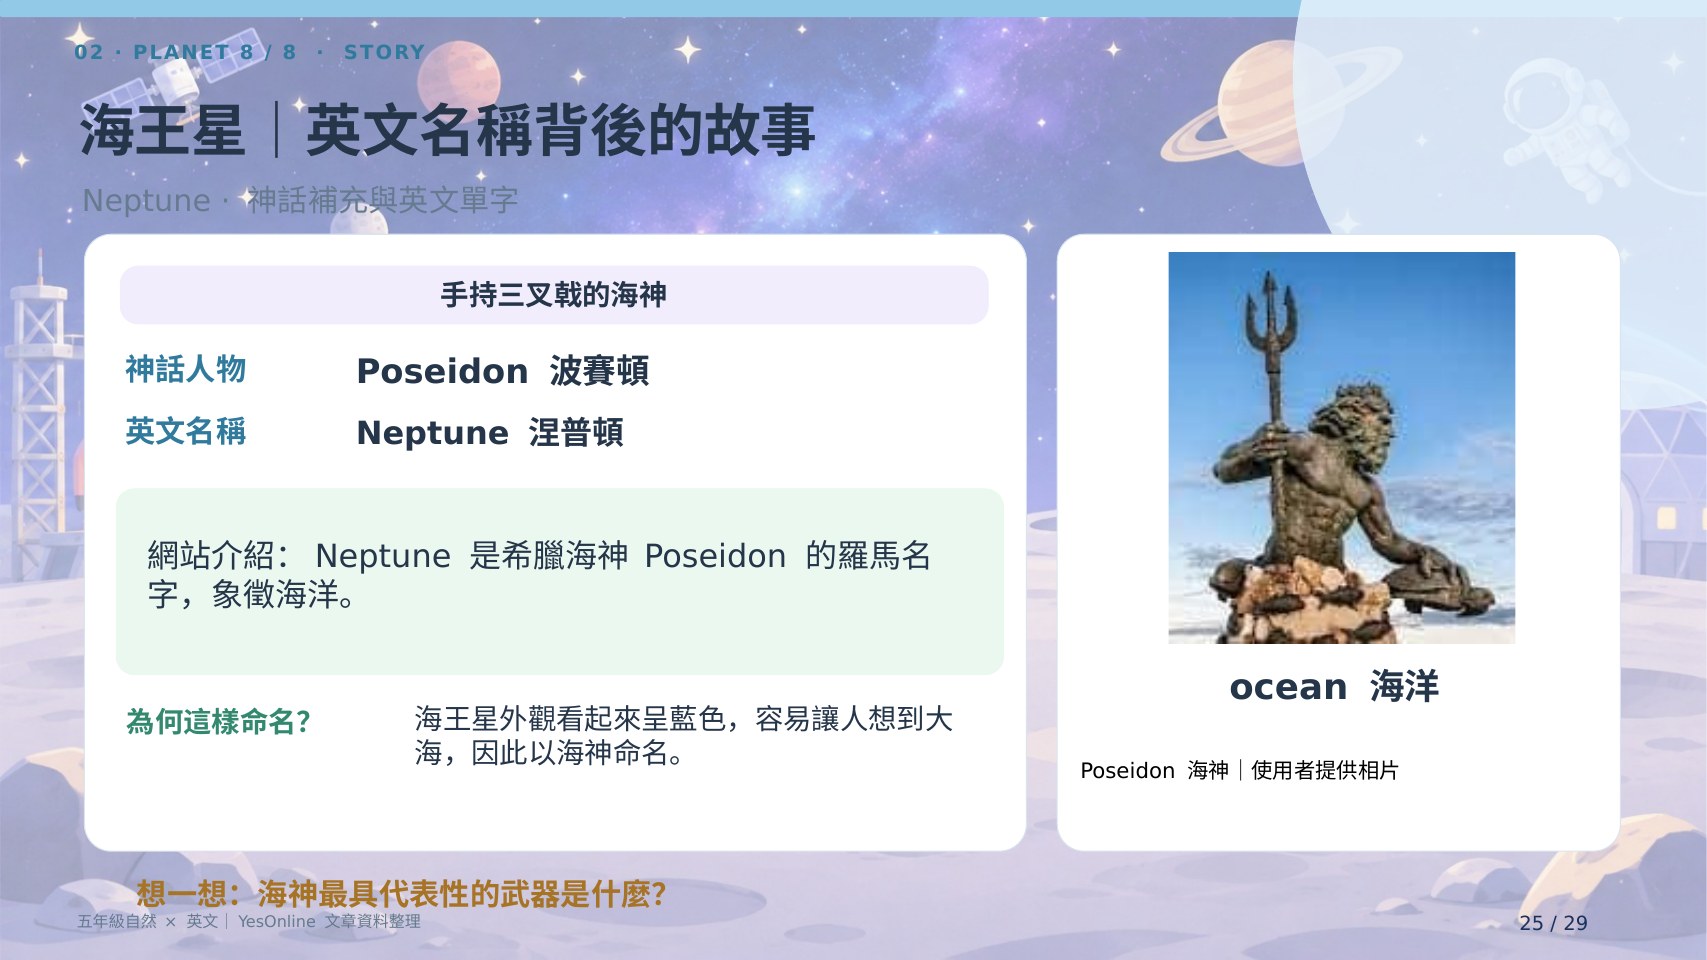 02 · PLANET 8 / 8 · STORY
海王星｜英文名稱背後的故事
Neptune · 神話補充與英文單字
手持三叉戟的海神
神話人物 Poseidon 波賽頓
英文名稱 Neptune 涅普頓
網站介紹： Neptune 是希臘海神 Poseidon 的羅馬名
字，象徵海洋。
為何這樣命名？ 海王星外觀看起來呈藍色，容易讓人想到大
海，因此以海神命名。
ocean 海洋
Poseidon 海神｜使用者提供相片
想一想：海神最具代表性的武器是什麼？
五年級自然 × 英文｜YesOnline 文章資料整理
25 / 29